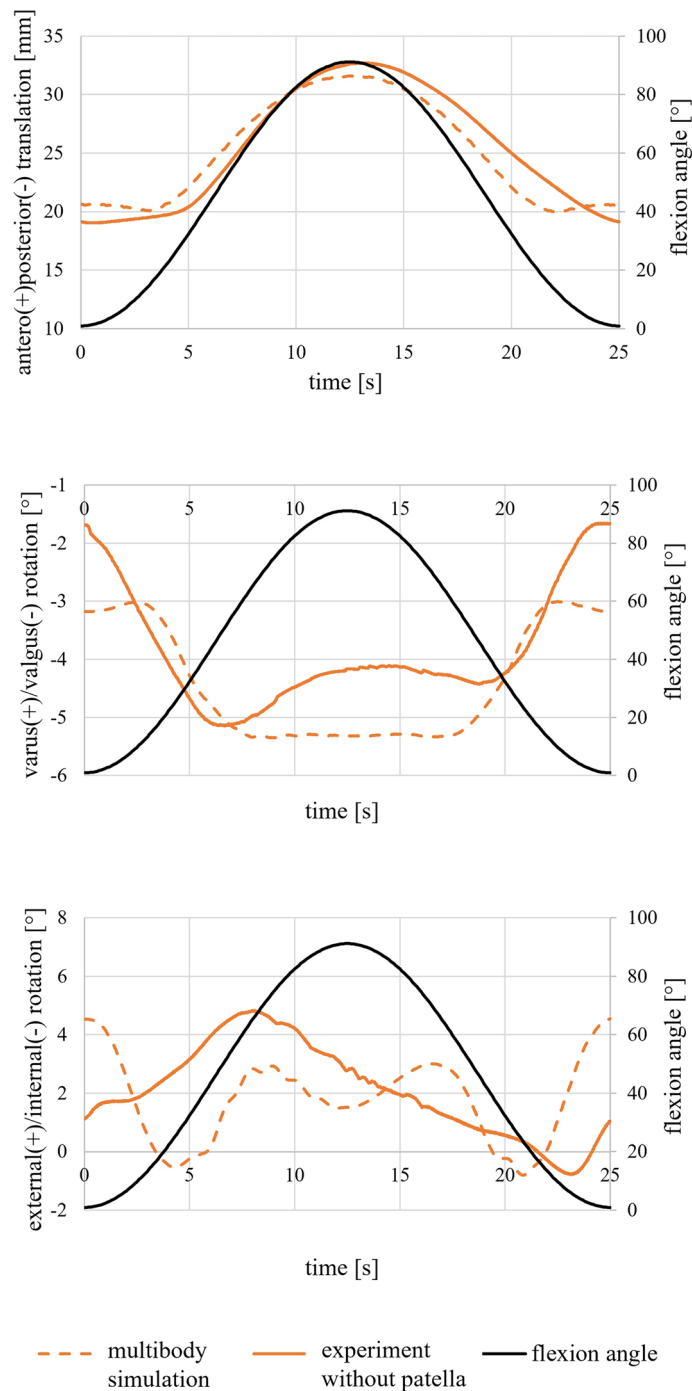 antero(+)posterior(-) translation [mm]
35
30
25
20
15
10
100
80
60
40
20
0
flexion angle [°]
0 5 10 15 20 25
time [s]
varus(+)/valgus(-) rotation [°]
-1
-2
-3
-4
-5
-6
0 5 10 15 20 25
100
80
60
40
20
0
flexion angle [°]
time [s]
external(+)/internal(-) rotation [°]
8
6
4
2
0
-2
0 5 10 15 20 25
100
80
60
40
20
0
flexion angle [°]
time [s]
multibody
simulation
experiment
without patella
flexion angle